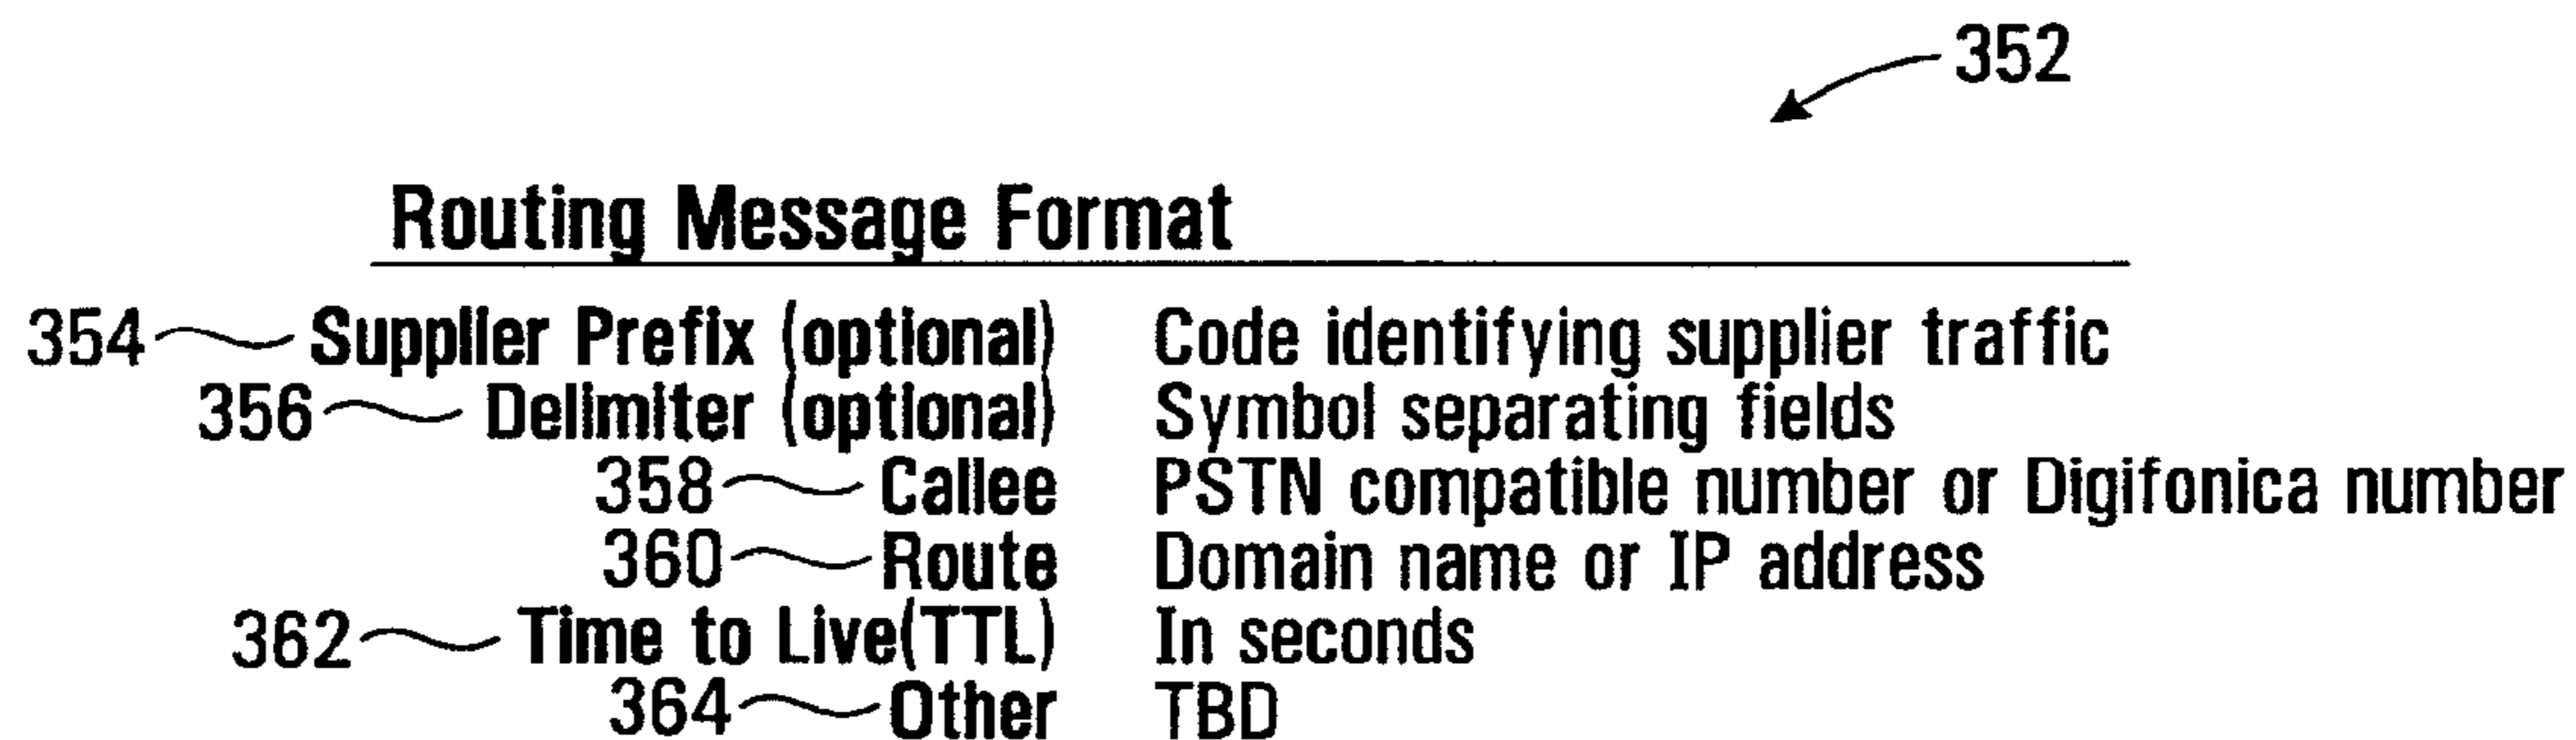 352
Routing Message Format
354 Supplier Prefix (optional) Code identifying supplier traffic
356 Delimiter (optional) Symbol separating fields
358 Callee PSTN compatible number or Digifonica number
360 Route Domain name or IP address
362 Time to Live(TTL) In seconds
364 Other TBD